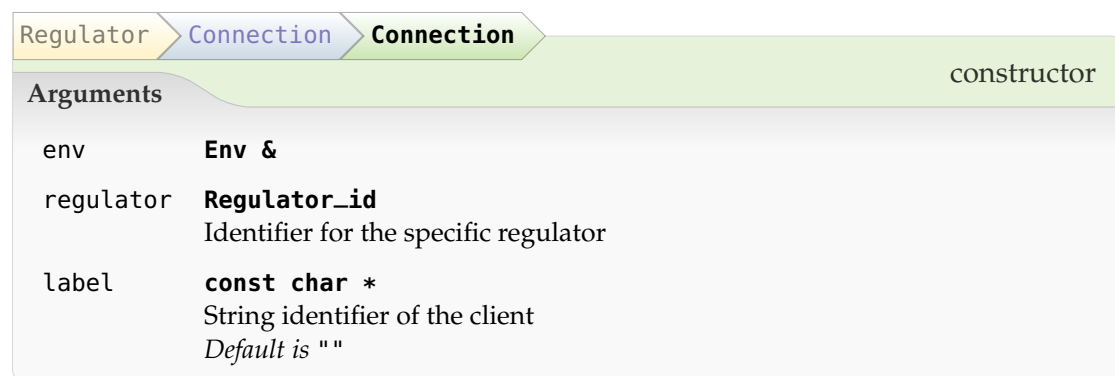 Regulator Connection Connection
constructor
Arguments
env Env &
regulator Regulator_id
Identifier for the specific regulator
label const char *
String identifier of the client
Default is ""